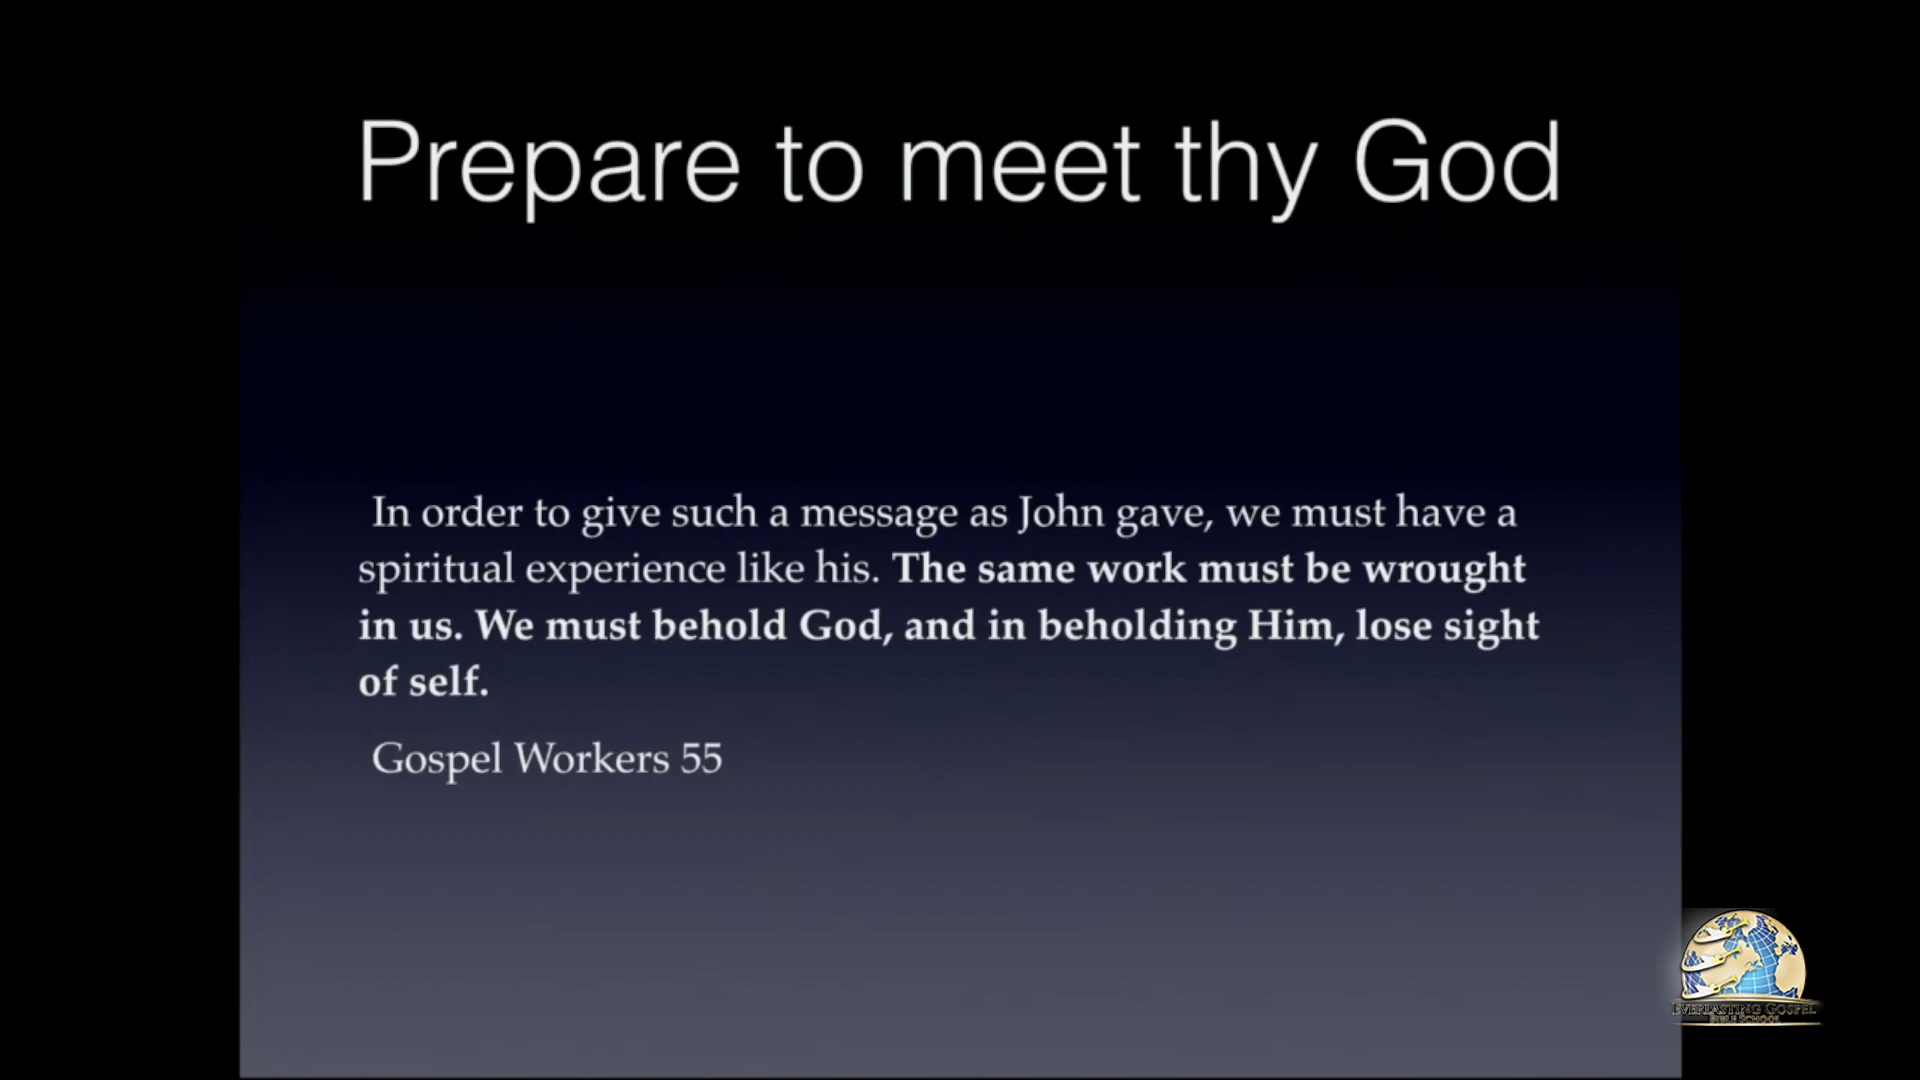 Prepare to meet thy God
In order to give such a message as John gave, we must have a
spiritual experience like his. The same work must be wrought
in us. We must behold God, and in beholding Him, lose sight
of self.
Gospel Workers 55
Everlasting Gospel
Bible School